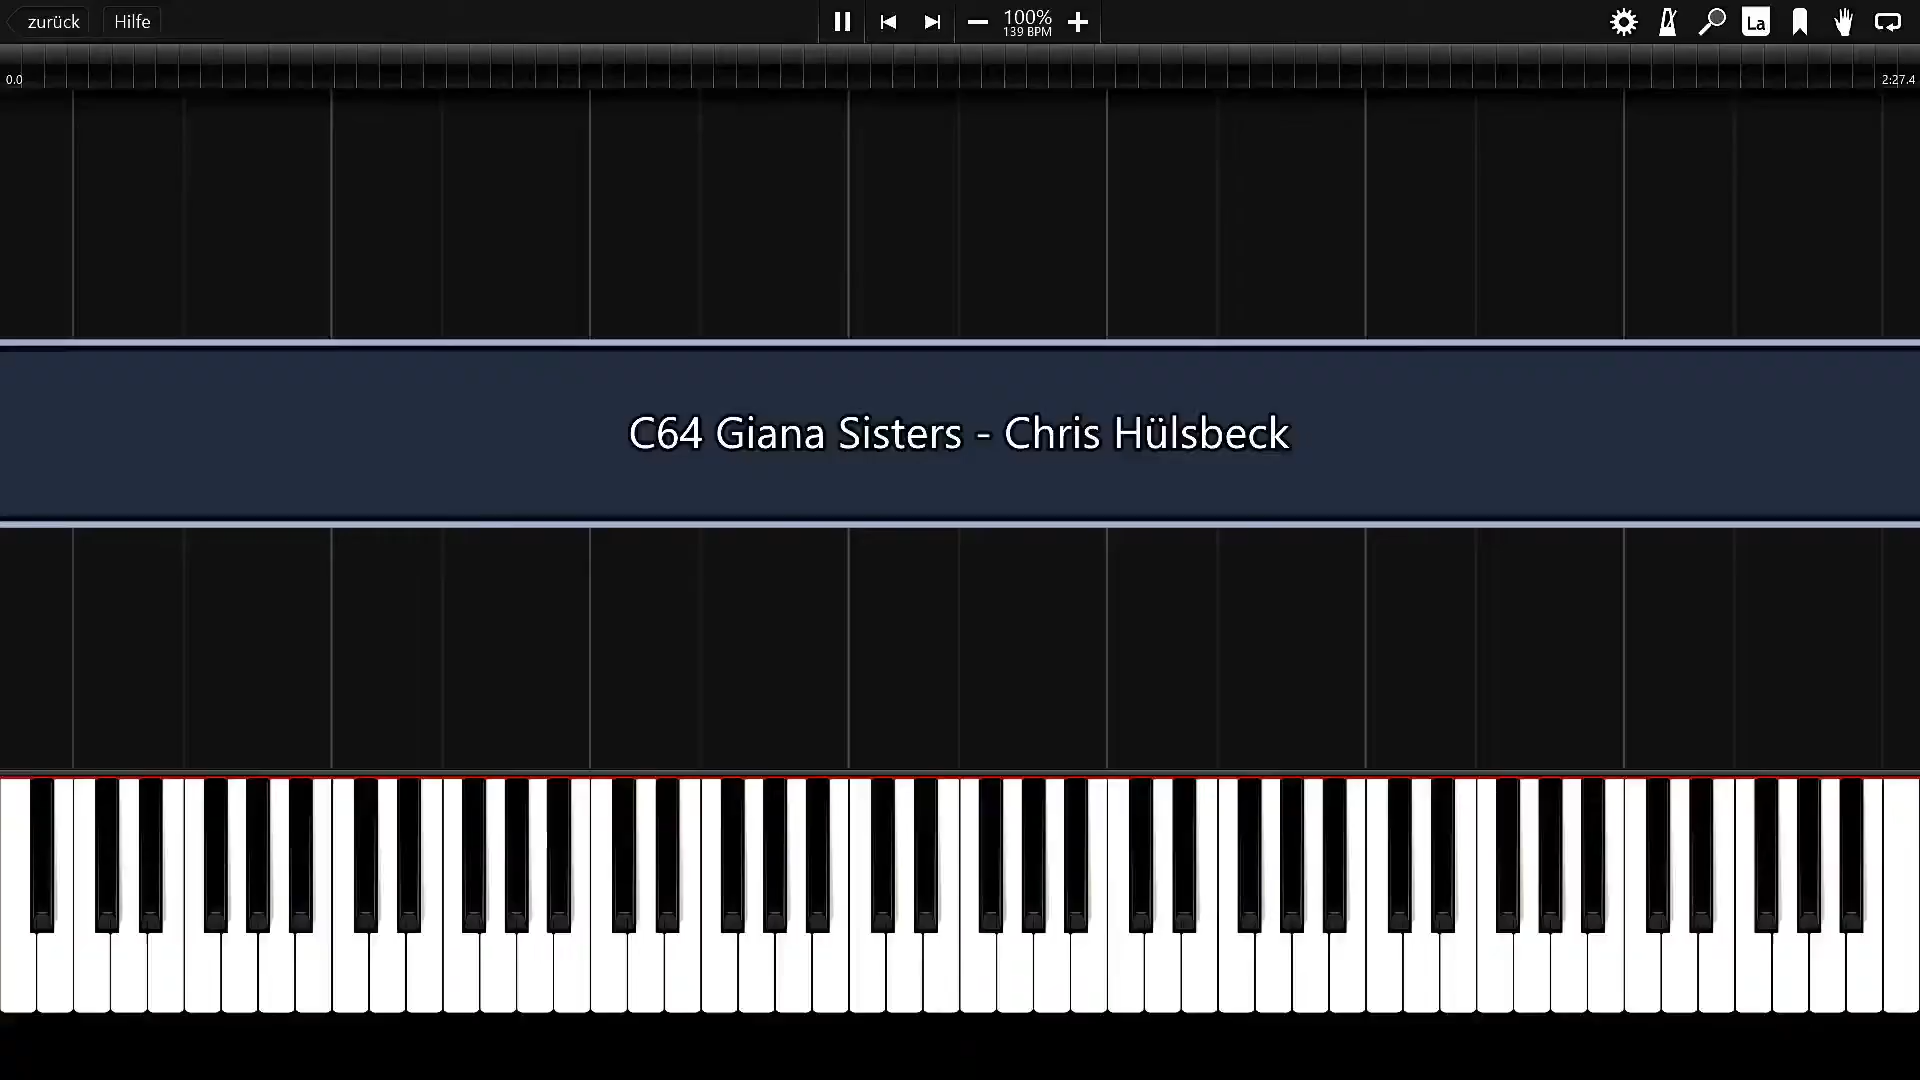 zurück
Hilfe
100%
139 BPM
La
0.0
2:27.4
C64 Giana Sisters - Chris Hülsbeck